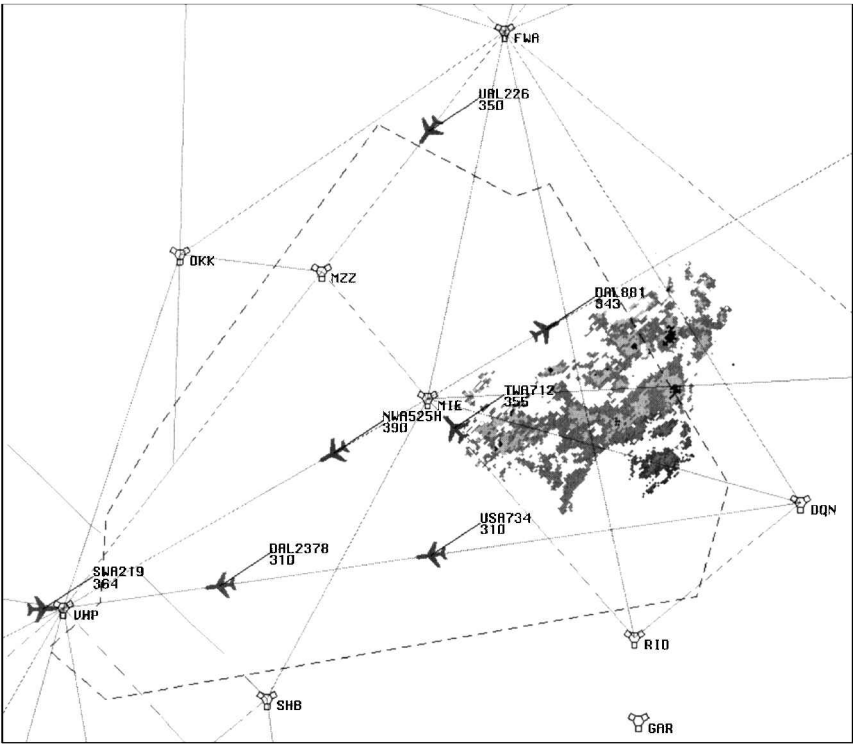 FWA
UAL226
350
OKK
MZZ
DAL881
343
MIE
TWA712
355
NWA525H
390
DQN
USA734
310
DAL2378
310
SWA219
364
VHP
RID
SHB
GAR